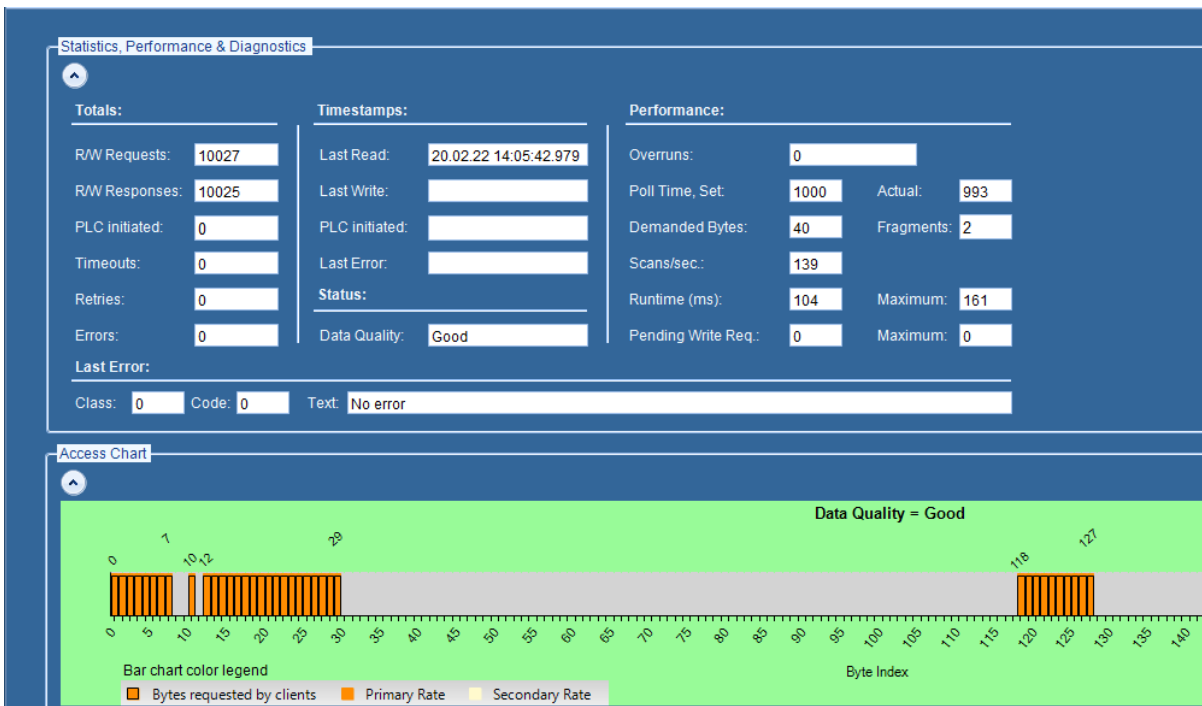 Statistics, Performance & Diagnostics
Totals: Timestamps: Performance:
R/W Requests: 10027 Last Read: 20.02.22 14:05:42.979 Overruns: 0
R/W Responses: 10025 Last Write: Poll Time, Set: 1000 Actual: 993
PLC initiated: 0 PLC initiated: Demanded Bytes: 40 Fragments: 2
Timeouts: 0 Last Error: Scans/sec.: 139
Retries: 0 Status: Runtime (ms): 104 Maximum: 161
Errors: 0 Data Quality: Good Pending Write Req.: 0 Maximum: 0
Last Error:
Class: 0 Code: 0 Text: No error
Access Chart
Data Quality = Good
0 7 10 12 29 118 127
0 5 10 15 20 25 30 35 40 45 50 55 60 65 70 75 80 85 90 95 100 105 110 115 120 125 130 135 140
Bar chart color legend Byte Index
Bytes requested by clients Primary Rate Secondary Rate